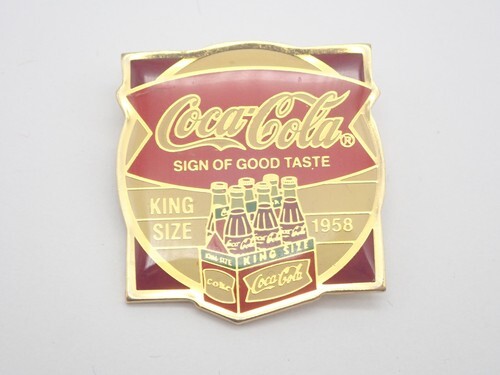 Coca-Cola®
SIGN OF GOOD TASTE
KING
SIZE
1958
KING SIZE
KING SIZE
Coke
Coca-Cola